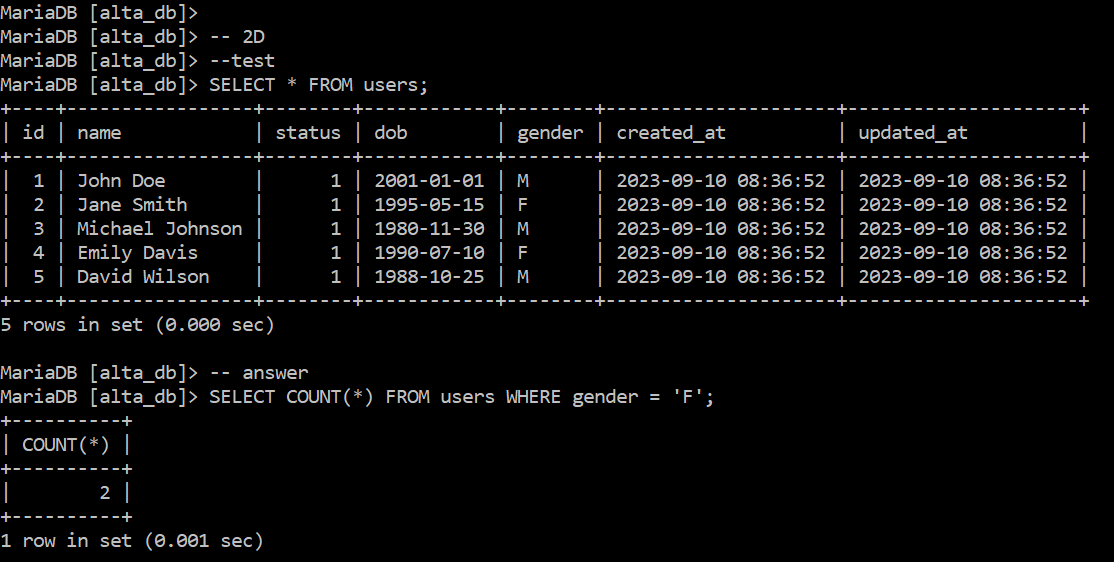 MariaDB [alta_db]>
MariaDB [alta_db]> -- 2D
MariaDB [alta_db]> --test
MariaDB [alta_db]> SELECT * FROM users;
+----+-----------------+--------+------------+--------+---------------------+---------------------+
| id | name            | status | dob        | gender | created_at          | updated_at          |
+----+-----------------+--------+------------+--------+---------------------+---------------------+
|  1 | John Doe        |      1 | 2001-01-01 | M      | 2023-09-10 08:36:52 | 2023-09-10 08:36:52 |
|  2 | Jane Smith      |      1 | 1995-05-15 | F      | 2023-09-10 08:36:52 | 2023-09-10 08:36:52 |
|  3 | Michael Johnson |      1 | 1980-11-30 | M      | 2023-09-10 08:36:52 | 2023-09-10 08:36:52 |
|  4 | Emily Davis     |      1 | 1990-07-10 | F      | 2023-09-10 08:36:52 | 2023-09-10 08:36:52 |
|  5 | David Wilson    |      1 | 1988-10-25 | M      | 2023-09-10 08:36:52 | 2023-09-10 08:36:52 |
+----+-----------------+--------+------------+--------+---------------------+---------------------+
5 rows in set (0.000 sec)
MariaDB [alta_db]> -- answer
MariaDB [alta_db]> SELECT COUNT(*) FROM users WHERE gender = 'F';
+----------+
| COUNT(*) |
+----------+
|        2 |
+----------+
1 row in set (0.001 sec)